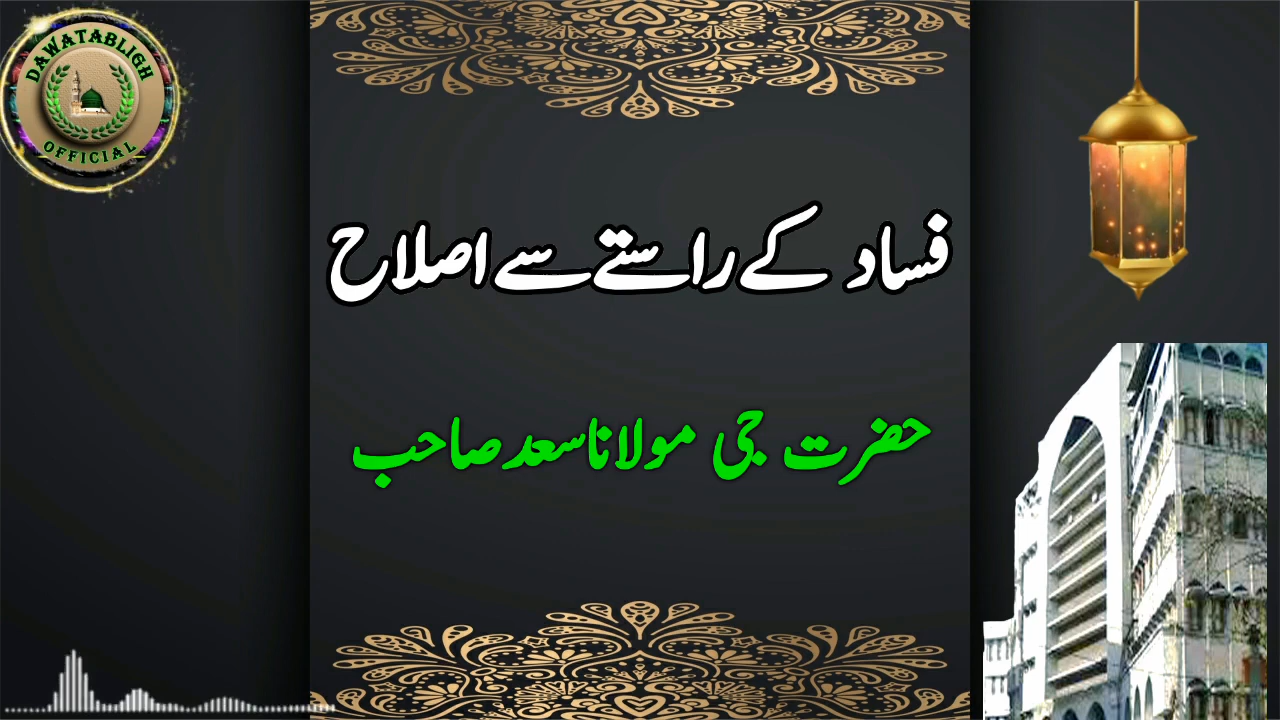 DAWATABLIGH
OFFICIAL
فساد کے راستے سے اصلاح
حضرت جی مولانا سعد صاحب